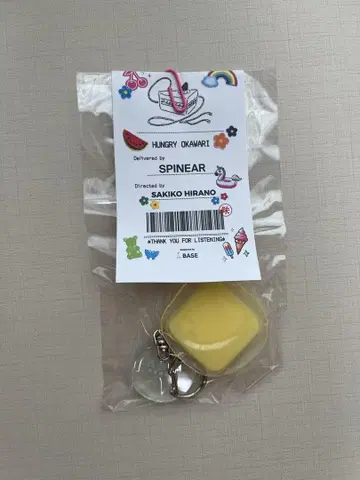 HUNGRY OKAWARI
Delivered by
SPINEAR
Directed by
SAKIKO HIRANO
*THANK YOU FOR LISTENING*
BASE